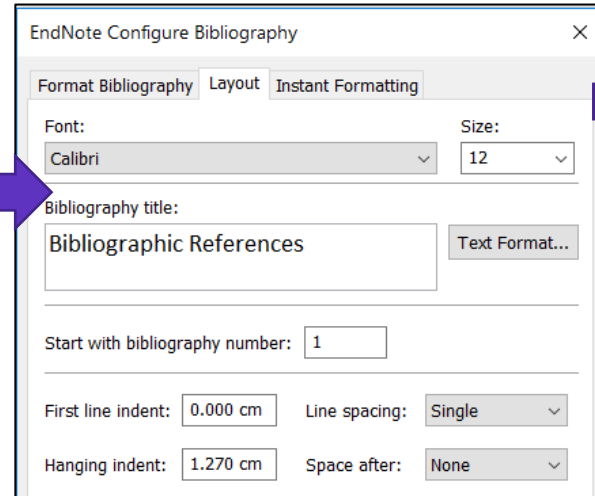 EndNote Configure Bibliography
Format Bibliography Layout Instant Formatting
Font: Size:
Calibri 12
Bibliography title:
Bibliographic References Text Format...
Start with bibliography number: 1
First line indent: 0.000 cm Line spacing: Single
Hanging indent: 1.270 cm Space after: None